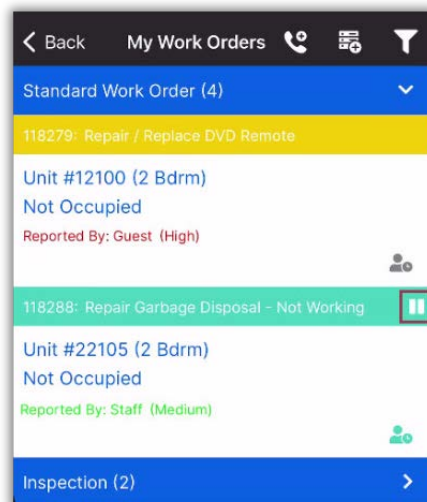 Back My Work Orders
Standard Work Order (4)
118279: Repair / Replace DVD Remote
Unit #12100 (2 Bdrm)
Not Occupied
Reported By: Guest (High)
118288: Repair Garbage Disposal - Not Working
Unit #22105 (2 Bdrm)
Not Occupied
Reported By: Staff (Medium)
Inspection (2)